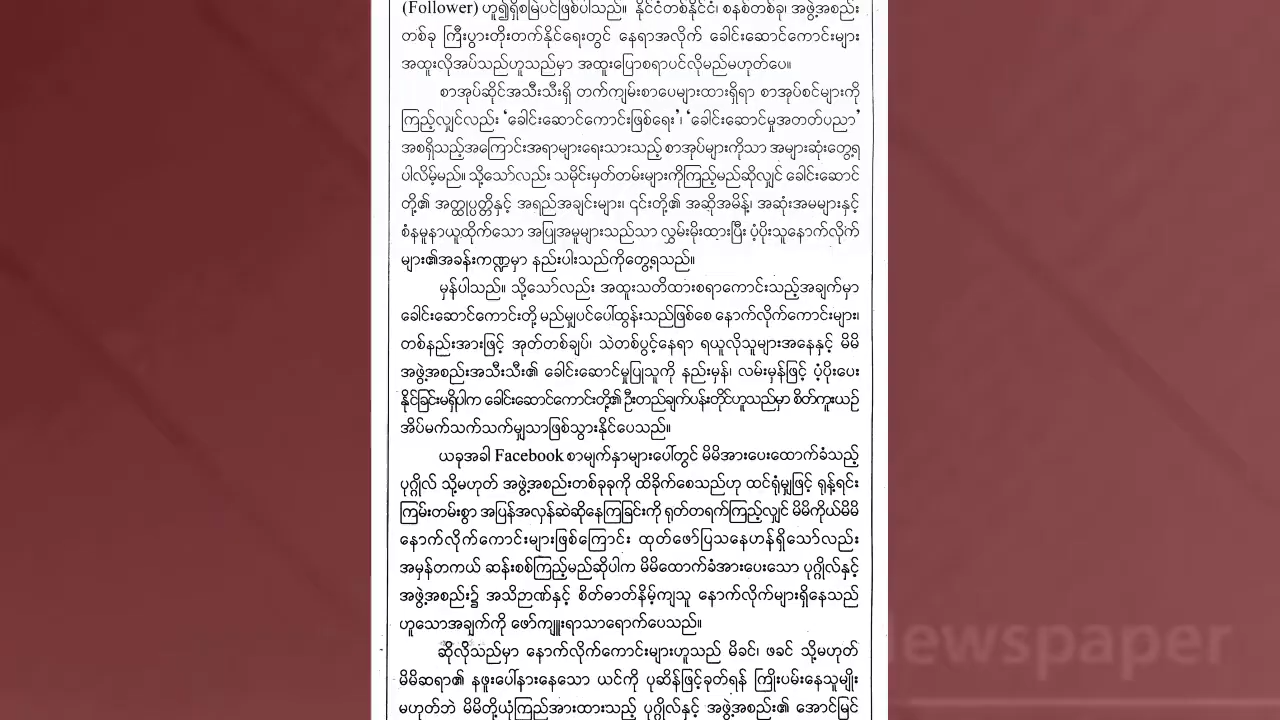 (Follower) ဟူ၍ရှိစမြဲပင်ဖြစ်ပါသည်။ နိုင်ငံတစ်နိုင်ငံ၊ စနစ်တစ်ခု၊ အဖွဲ့အစည်း
တစ်ခု ကြီးပွားတိုးတက်နိုင်ရေးတွင် နေရာအလိုက် ခေါင်းဆောင်ကောင်းများ
အထူးလိုအပ်သည်ဟူသည်မှာ အထူးပြောစရာပင်လိုမည်မဟုတ်ပေ။
စာအုပ်ဆိုင်အသီးသီးရှိ တက်ကျမ်းစာပေများထားရှိရာ စာအုပ်စင်များကို
ကြည့်လျှင်လည်း ‘ခေါင်းဆောင်ကောင်းဖြစ်ရေး’၊ ‘ခေါင်းဆောင်မှုအတတ်ပညာ’
အစရှိသည့်အကြောင်းအရာများရေးသားသည့် စာအုပ်များကိုသာ အများဆုံးတွေ့ရ
ပါလိမ့်မည်။ သို့သော်လည်း သမိုင်းမှတ်တမ်းများကိုကြည့်မည်ဆိုလျှင် ခေါင်းဆောင်
တို့၏ အတ္ထုပ္ပတ္တိနှင့် အရည်အချင်းများ၊ ၎င်းတို့၏ အဆိုအမိန့်၊ အဆုံးအမများနှင့်
စံနမူနာယူထိုက်သော အပြုအမူများသည်သာ လွှမ်းမိုးထားပြီး ပံ့ပိုးသူနောက်လိုက်
များ၏အခန်းကဏ္ဍမှာ နည်းပါးသည်ကိုတွေ့ရသည်။
မှန်ပါသည်။ သို့သော်လည်း အထူးသတိထားစရာကောင်းသည့်အချက်မှာ
ခေါင်းဆောင်ကောင်းတို့ မည်မျှပင်ပေါ်ထွန်းသည်ဖြစ်စေ နောက်လိုက်ကောင်းများ၊
တစ်နည်းအားဖြင့် အုတ်တစ်ချပ်၊ သဲတစ်ပွင့်နေရာ ရယူလိုသူများအနေနှင့် မိမိ
အဖွဲ့အစည်းအသီးသီး၏ ခေါင်းဆောင်မှုပြုသူကို နည်းမှန်၊ လမ်းမှန်ဖြင့် ပံ့ပိုးပေး
နိုင်ခြင်းမရှိပါက ခေါင်းဆောင်ကောင်းတို့၏ ဦးတည်ချက်ပန်းတိုင်ဟူသည်မှာ စိတ်ကူးယဉ်
အိပ်မက်သက်သက်မျှသာဖြစ်သွားနိုင်ပေသည်။
ယခုအခါ Facebook စာမျက်နှာများပေါ်တွင် မိမိအားပေးထောက်ခံသည့်
ပုဂ္ဂိုလ် သို့မဟုတ် အဖွဲ့အစည်းတစ်ခုခုကို ထိခိုက်စေသည်ဟု ထင်ရုံမျှဖြင့် ရုန့်ရင်း
ကြမ်းတမ်းစွာ အပြန်အလှန်ဆဲဆိုနေကြခြင်းကို ရုတ်တရက်ကြည့်လျှင် မိမိကိုယ်မိမိ
နောက်လိုက်ကောင်းများဖြစ်ကြောင်း ထုတ်ဖော်ပြသနေဟန်ရှိသော်လည်း
အမှန်တကယ် ဆန်းစစ်ကြည့်မည်ဆိုပါက မိမိထောက်ခံအားပေးသော ပုဂ္ဂိုလ်နှင့်
အဖွဲ့အစည်း၌ အသိဉာဏ်နှင့် စိတ်ဓာတ်နိမ့်ကျသူ နောက်လိုက်များရှိနေသည်
ဟူသောအချက်ကို ဖော်ကျူးရာသာရောက်ပေသည်။
ဆိုလိုသည်မှာ နောက်လိုက်ကောင်းများဟူသည် မိခင်၊ ဖခင် သို့မဟုတ်
မိမိဆရာ၏ နဖူးပေါ်နားနေသော ယင်ကို ပုဆိန်ဖြင့်ခုတ်ရန် ကြိုးပမ်းနေသူမျိုး
မဟုတ်ဘဲ မိမိတို့ယုံကြည်အားထားသည့် ပုဂ္ဂိုလ်နှင့် အဖွဲ့အစည်း၏ အောင်မြင်
Newspaper